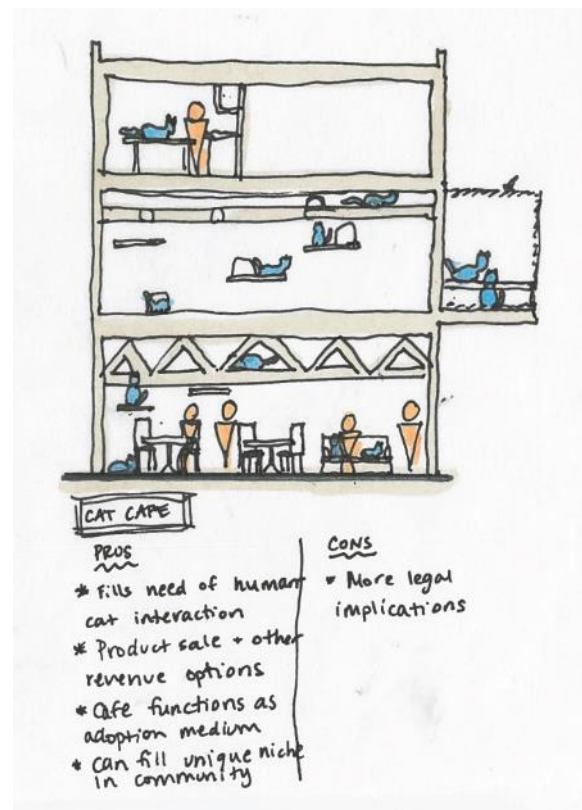 CAT CAFE
PROS
* Fills need of human
cat interaction
* Product sale + other
revenue options
* Cafe functions as
adoption medium
* Can fill unique niche
in community
CONS
* More legal
implications